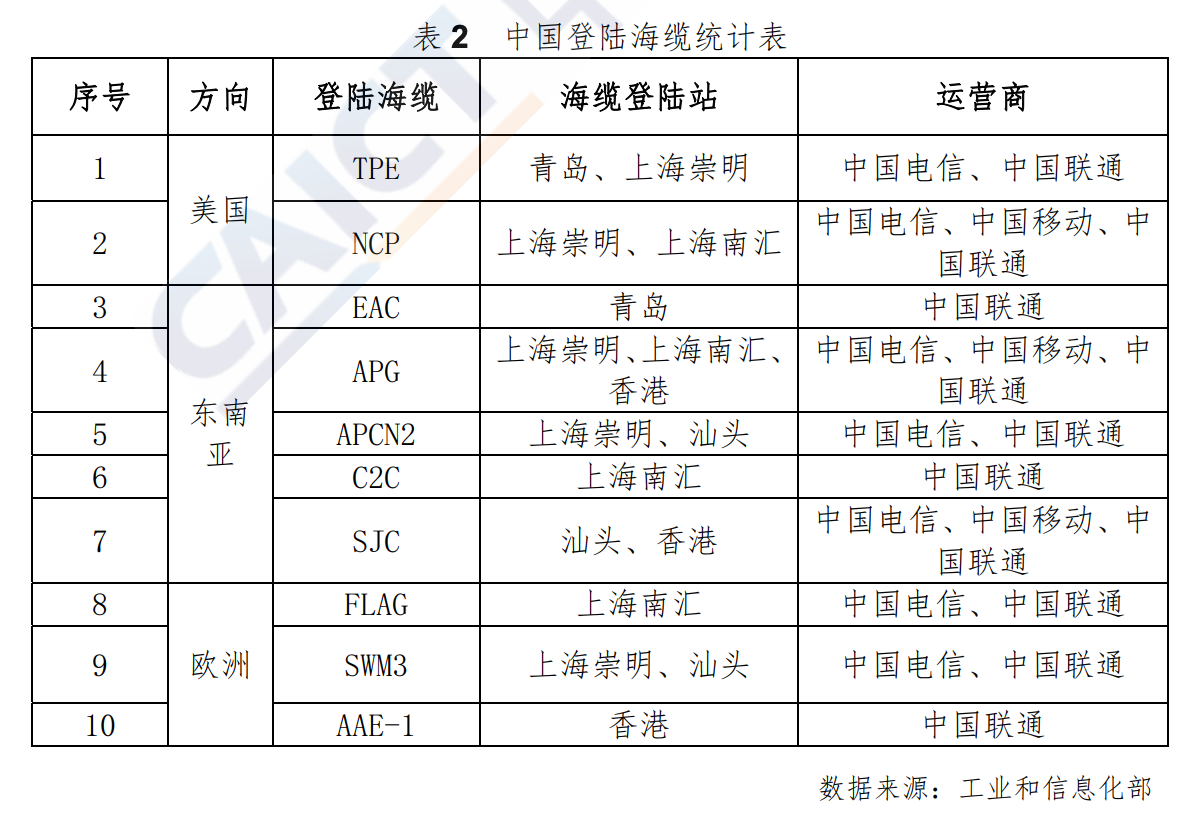 表 2 中国登陆海缆统计表
序号 方向 登陆海缆 海缆登陆站 运营商
1 美国 TPE 青岛、上海崇明 中国电信、中国联通
2 NCP 上海崇明、上海南汇 中国电信、中国移动、中国联通
3 东南亚 EAC 青岛 中国联通
4 APG 上海崇明、上海南汇、香港 中国电信、中国移动、中国联通
5 APCN2 上海崇明、汕头 中国电信、中国联通
6 C2C 上海南汇 中国联通
7 SJC 汕头、香港 中国电信、中国移动、中国联通
8 欧洲 FLAG 上海南汇 中国电信、中国联通
9 SWM3 上海崇明、汕头 中国电信、中国联通
10 AAE-1 香港 中国联通
数据来源：工业和信息化部
CAICT